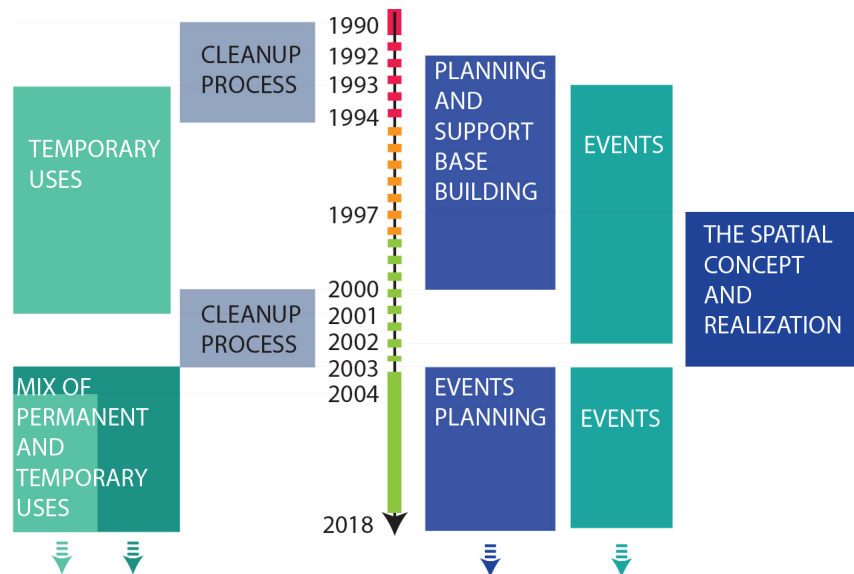 CLEANUP
PROCESS
TEMPORARY
USES
CLEANUP
PROCESS
MIX OF
PERMANENT
AND
TEMPORARY
USES
1990
1992
1993
1994
1997
2000
2001
2002
2003
2004
2018
PLANNING
AND
SUPPORT
BASE
BUILDING
EVENTS
THE SPATIAL
CONCEPT
AND
REALIZATION
EVENTS
PLANNING
EVENTS